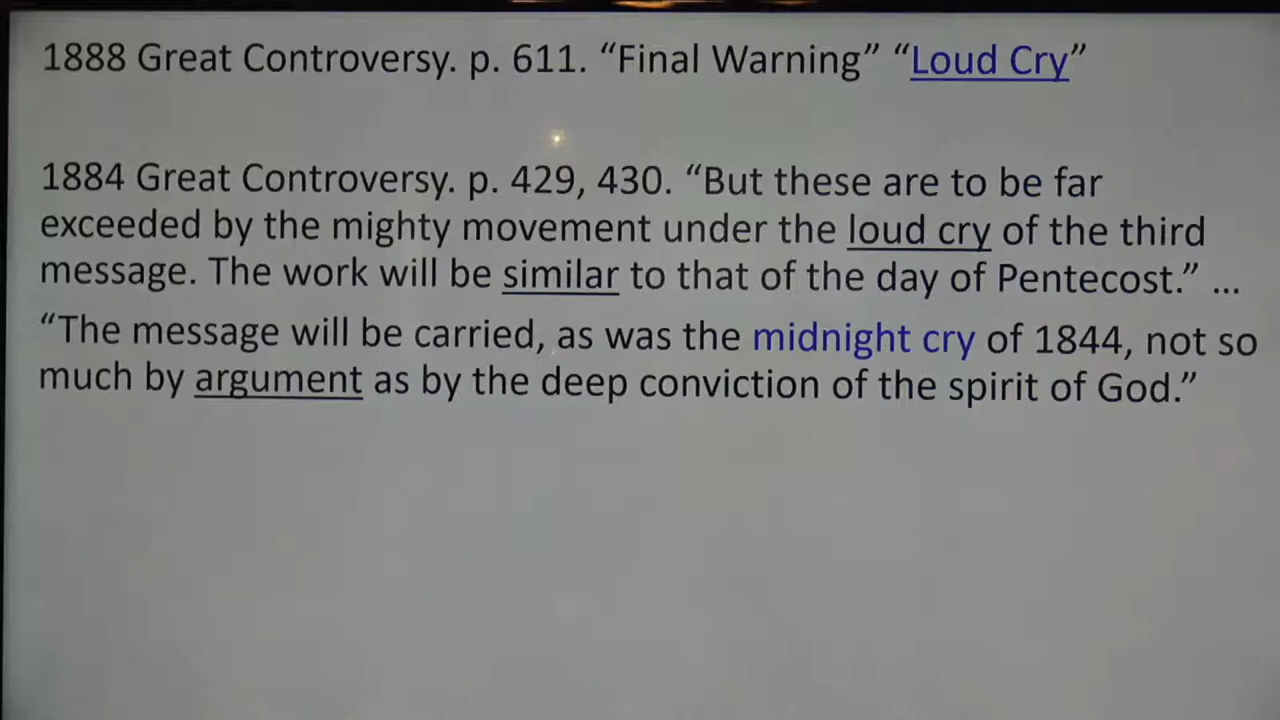 1888 Great Controversy. p. 611. “Final Warning” “Loud Cry”
1884 Great Controversy. p. 429, 430. “But these are to be far
exceeded by the mighty movement under the loud cry of the third
message. The work will be similar to that of the day of Pentecost.” ...
“The message will be carried, as was the midnight cry of 1844, not so
much by argument as by the deep conviction of the spirit of God.”